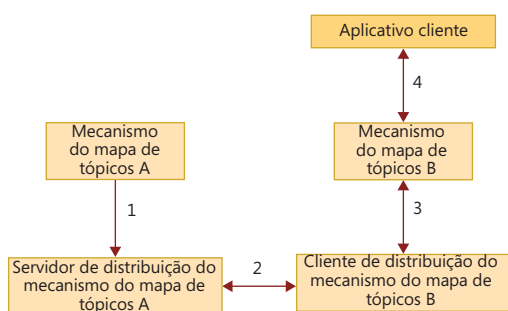 Aplicativo cliente
4
Mecanismo
do mapa de
tópicos A
Mecanismo
do mapa de
tópicos B
1
3
Servidor de distribuição do
mecanismo do mapa de
tópicos A
2
Cliente de distribuição do
mecanismo do mapa de
tópicos B